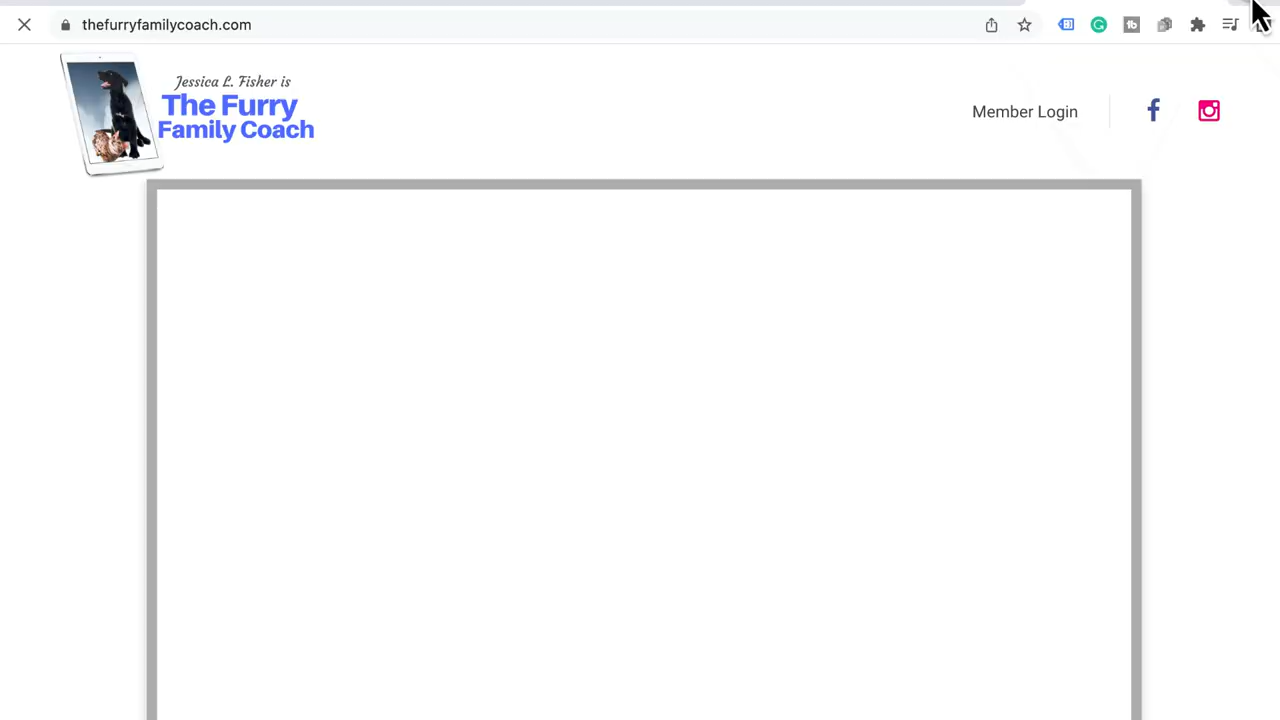 thefurryfamilycoach.com
Jessica L. Fisher is
The Furry
Family Coach
Member Login